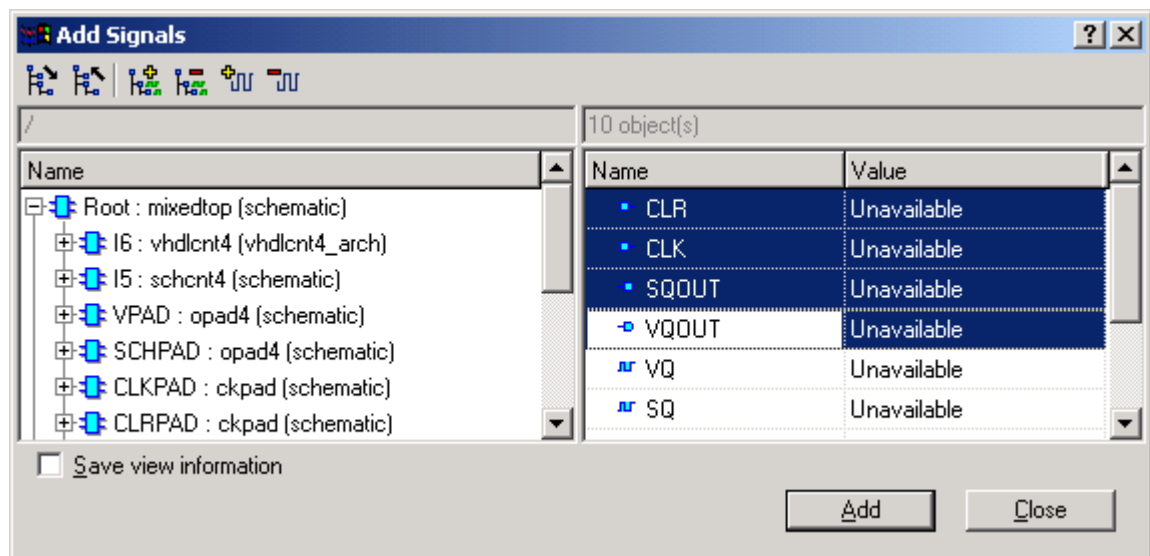 Add Signals
/
10 object(s)
Name
Root : mixedtop (schematic)
I6 : vhdlcnt4 (vhdlcnt4_arch)
I5 : schcnt4 (schematic)
VPAD : opad4 (schematic)
SCHPAD : opad4 (schematic)
CLKPAD : ckpad (schematic)
CLRPAD : ckpad (schematic)
Name Value
CLR Unavailable
CLK Unavailable
SQOUT Unavailable
VQOUT Unavailable
VQ Unavailable
SQ Unavailable
Save view information
Add Close